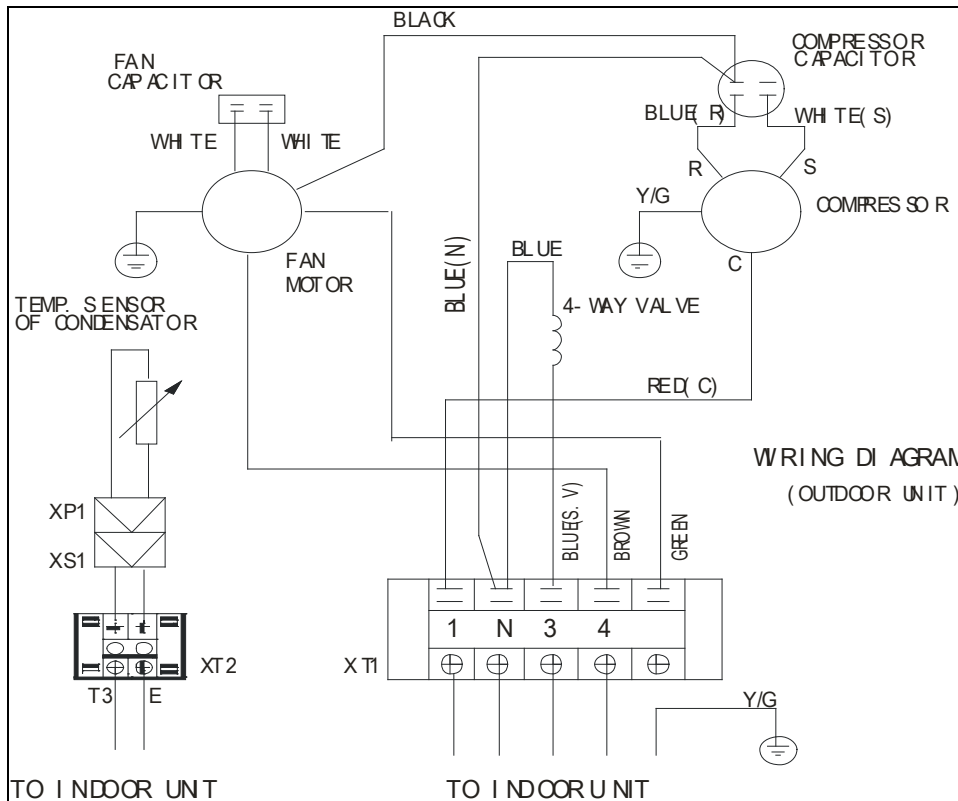 BLACK
FAN
CAPACITOR
COMPRESSOR
CAPACITOR
WHITE
WHITE
BLUE(R)
WHITE(S)
R
S
Y/G
COMPRESSOR
C
BLUE(N)
BLUE
FAN
MOTOR
TEMP. SENSOR
OF CONDENSATOR
4-WAY VALVE
RED(C)
WIRING DIAGRAM
(OUTDOOR UNIT)
XP1
XS1
BLUE(S.V)
BROWN
GREEN
1 N 3 4
XT2
XT1
T3 E
Y/G
TO INDOOR UNIT
TO INDOOR UNIT